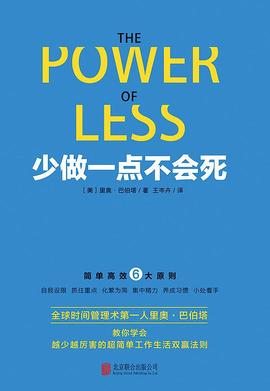 THE
POWER
OF
LESS
少做一点不会死
[美] 里奥·巴伯塔/著 王岑卉/译
简单高效6大原则
自我设限 抓住重点 化繁为简 集中精力 养成习惯 小处着手
全球时间管理术第一人里奥·巴伯塔
教你学会
越少越厉害的超简单工作生活双赢法则
北京联合出版公司